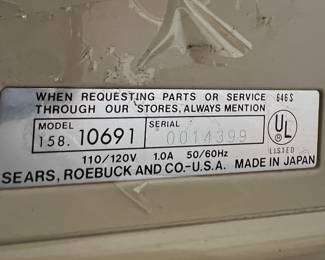 WHEN REQUESTING PARTS OR SERVICE 646S
THROUGH OUR STORES, ALWAYS MENTION
MODEL SERIAL
158. 10691 0014399
UL
LISTED
110/120V 1.0A 50/60Hz
SEARS, ROEBUCK AND CO.-U.S.A. MADE IN JAPAN